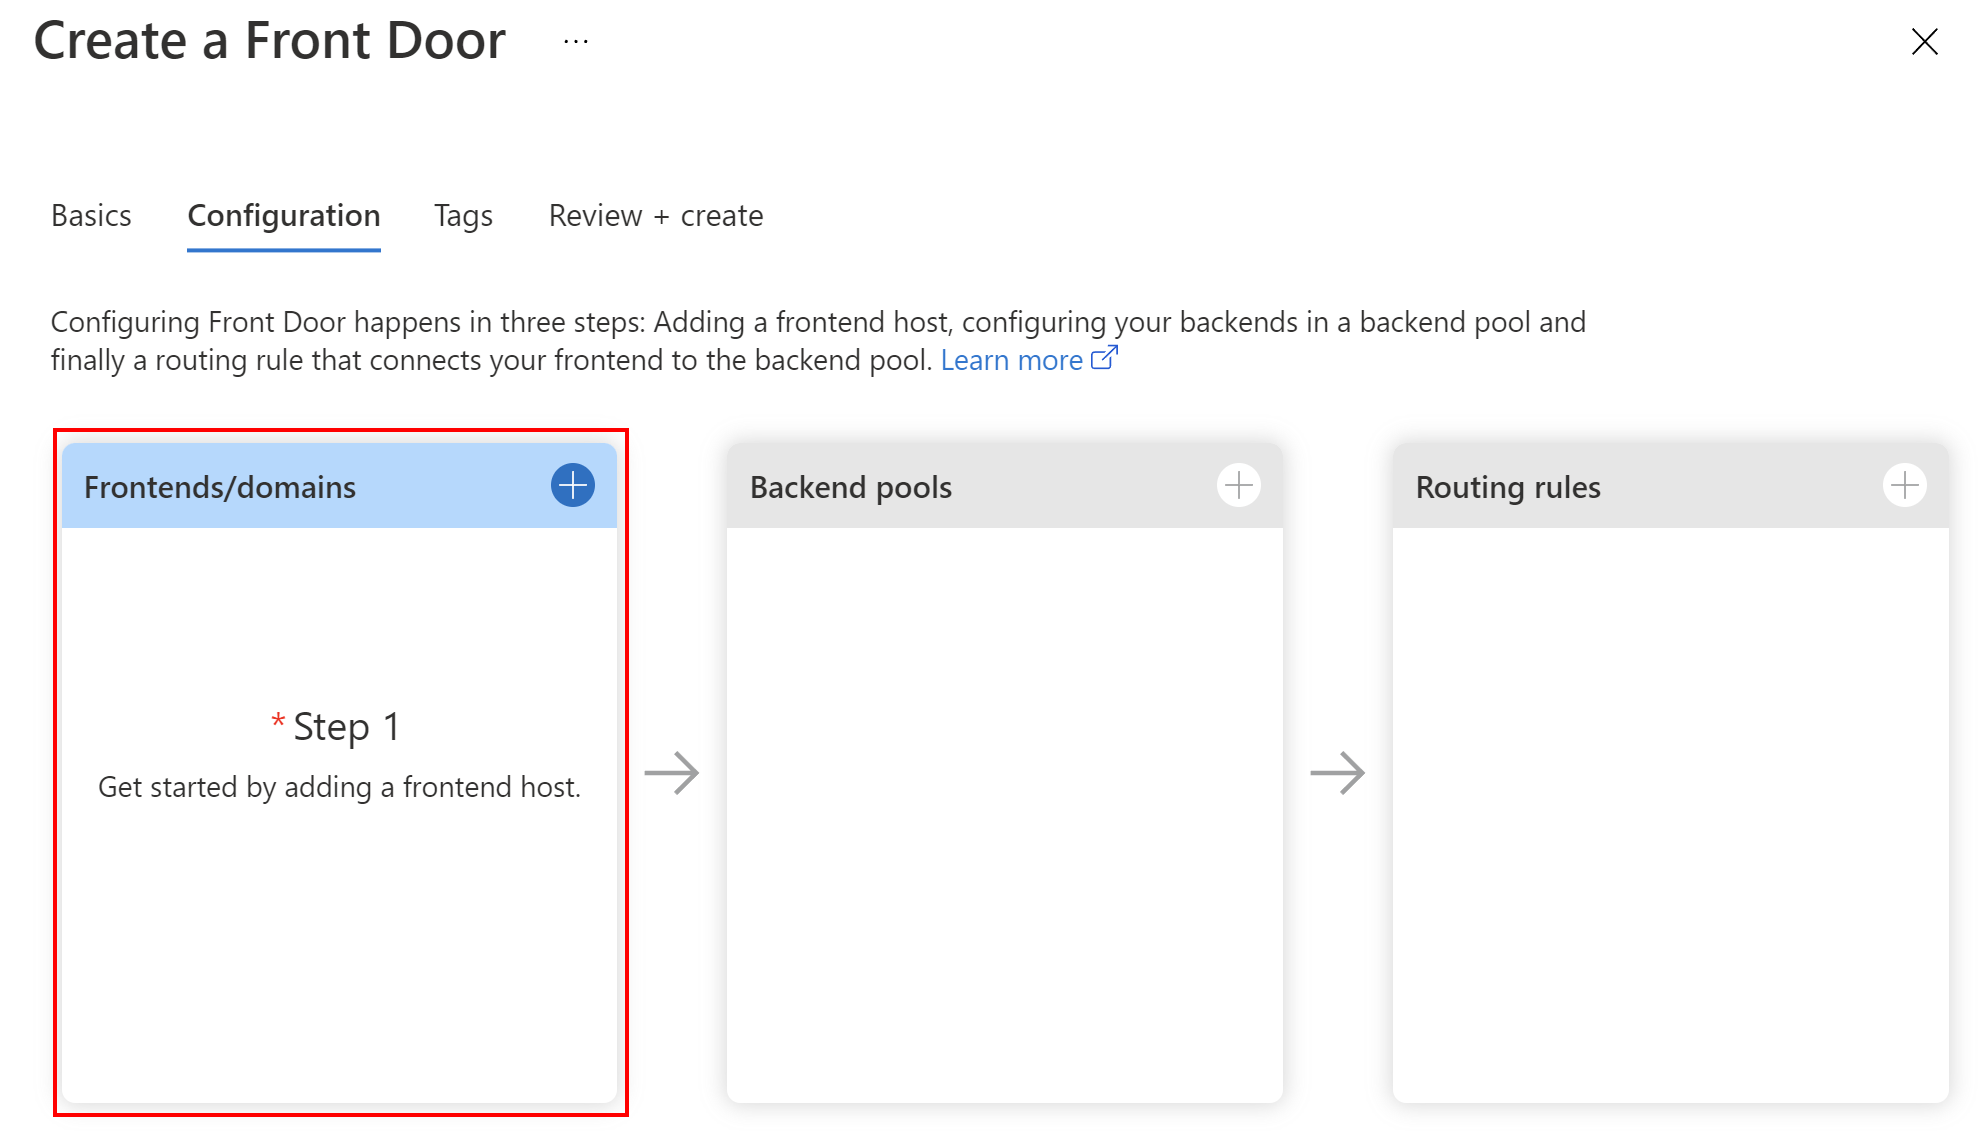 Create a Front Door ...
Basics Configuration Tags Review + create
Configuring Front Door happens in three steps: Adding a frontend host, configuring your backends in a backend pool and
finally a routing rule that connects your frontend to the backend pool. Learn more
Frontends/domains
* Step 1
Get started by adding a frontend host.
Backend pools
Routing rules